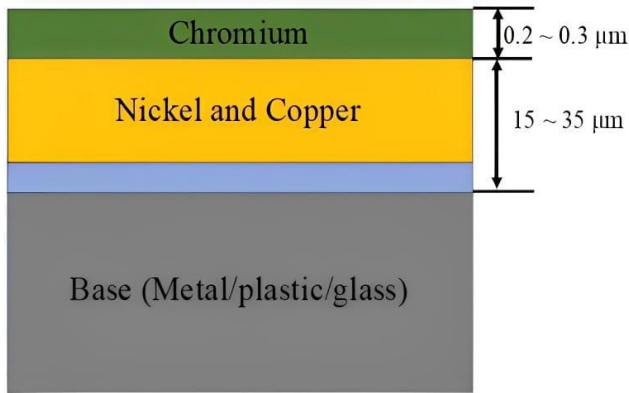 Chromium
0.2 ~ 0.3 μm
Nickel and Copper
15 ~ 35 μm
Base (Metal/plastic/glass)